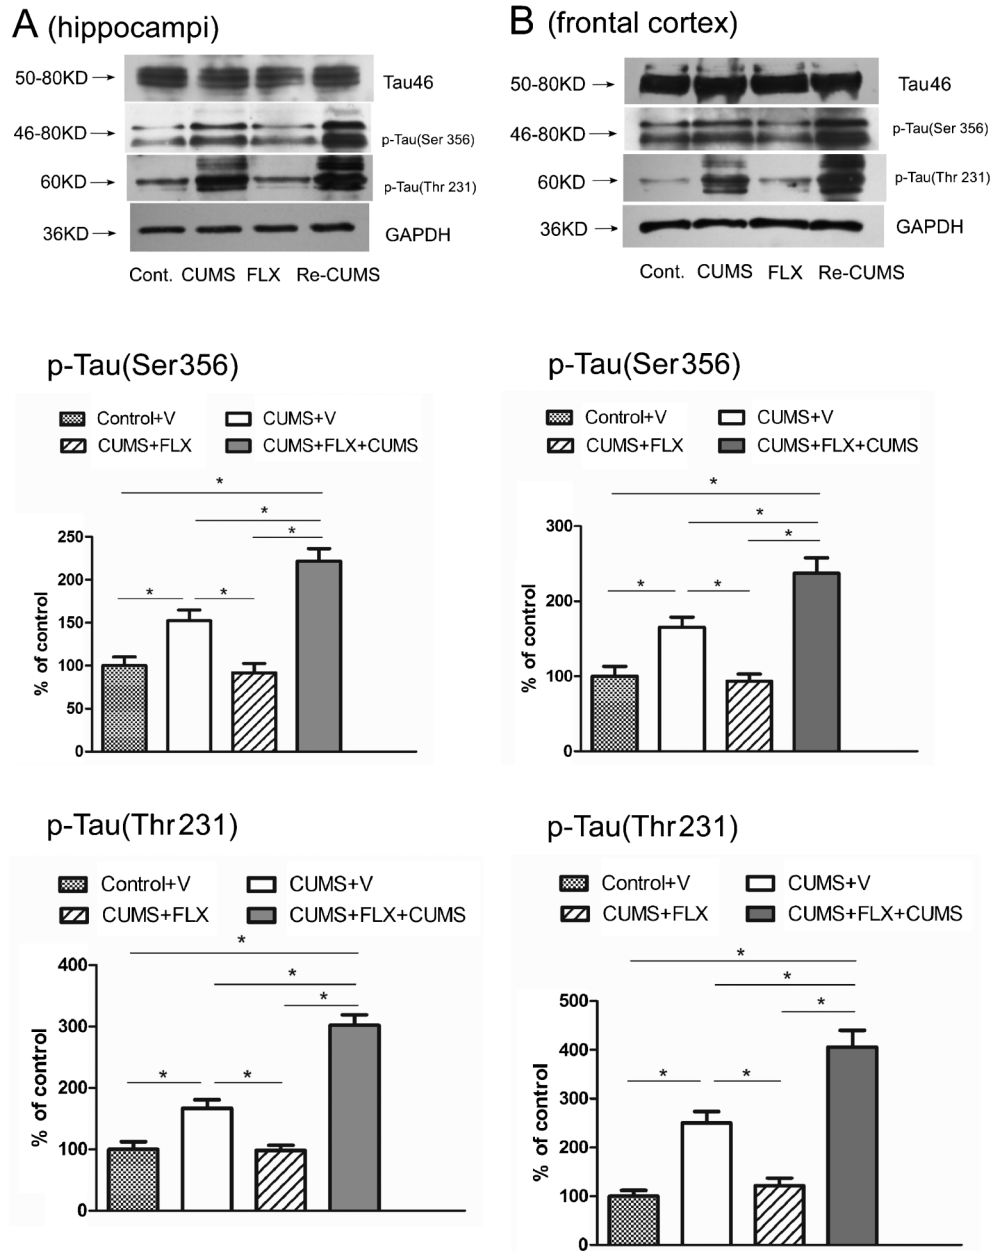 A (hippocampi)
50-80KD → Tau46
46-80KD → p-Tau(Ser 356)
60KD → p-Tau(Thr 231)
36KD → GAPDH
Cont. CUMS FLX Re-CUMS
B (frontal cortex)
50-80KD → Tau46
46-80KD → p-Tau(Ser 356)
60KD → p-Tau(Thr 231)
36KD → GAPDH
Cont. CUMS FLX Re-CUMS
p-Tau(Ser356)
Control+V CUMS+V
CUMS+FLX CUMS+FLX+CUMS
*
*
*
* *
% of control
250
200
150
100
50
0
p-Tau(Ser356)
Control+V CUMS+V
CUMS+FLX CUMS+FLX+CUMS
*
*
*
* *
% of control
300
200
100
0
p-Tau(Thr231)
Control+V CUMS+V
CUMS+FLX CUMS+FLX+CUMS
*
*
*
* *
% of control
400
300
200
100
0
p-Tau(Thr231)
Control+V CUMS+V
CUMS+FLX CUMS+FLX+CUMS
*
*
*
* *
% of control
500
400
300
200
100
0